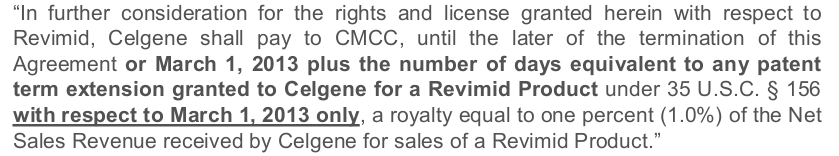 “In further consideration for the rights and license granted herein with respect to
Revimid, Celgene shall pay to CMCC, until the later of the termination of this
Agreement or March 1, 2013 plus the number of days equivalent to any patent
term extension granted to Celgene for a Revimid Product under 35 U.S.C. § 156
with respect to March 1, 2013 only, a royalty equal to one percent (1.0%) of the Net
Sales Revenue received by Celgene for sales of a Revimid Product.”